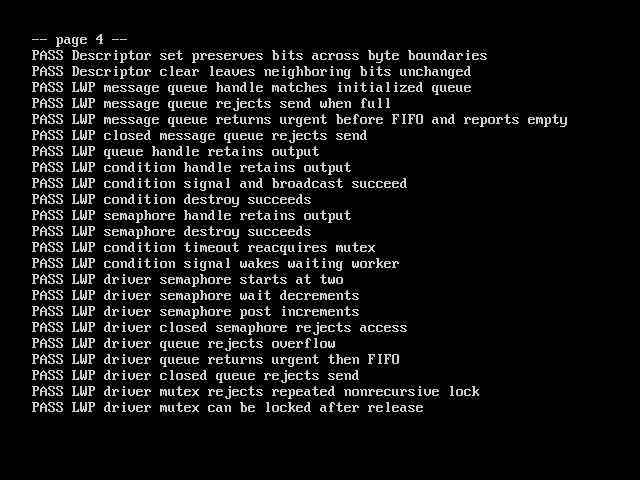 -- page 4 --
PASS Descriptor set preserves bits across byte boundaries
PASS Descriptor clear leaves neighboring bits unchanged
PASS LWP message queue handle matches initialized queue
PASS LWP message queue rejects send when full
PASS LWP message queue returns urgent before FIFO and reports empty
PASS LWP closed message queue rejects send
PASS LWP queue handle retains output
PASS LWP condition handle retains output
PASS LWP condition signal and broadcast succeed
PASS LWP condition destroy succeeds
PASS LWP semaphore handle retains output
PASS LWP semaphore destroy succeeds
PASS LWP condition timeout reacquires mutex
PASS LWP condition signal wakes waiting worker
PASS LWP driver semaphore starts at two
PASS LWP driver semaphore wait decrements
PASS LWP driver semaphore post increments
PASS LWP driver closed semaphore rejects access
PASS LWP driver queue rejects overflow
PASS LWP driver queue returns urgent then FIFO
PASS LWP driver closed queue rejects send
PASS LWP driver mutex rejects repeated nonrecursive lock
PASS LWP driver mutex can be locked after release